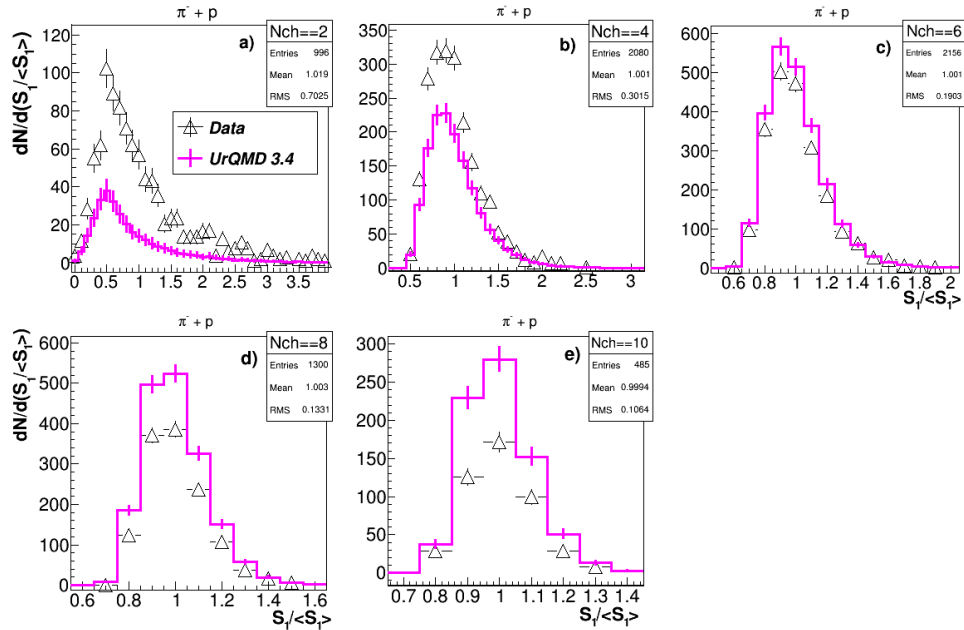 π⁻ + p
a)
Nch==2
Entries 996
Mean 1.019
RMS 0.7025
Data
UrQMD 3.4
dN/d(S₁/<S₁>)
120
100
80
60
40
20
0
0 0.5 1 1.5 2 2.5 3 3.5
π⁻ + p
b)
Nch==4
Entries 2080
Mean 1.001
RMS 0.3015
350
300
250
200
150
100
50
0
0.5 1 1.5 2 2.5 3
π⁻ + p
c)
Nch==6
Entries 2156
Mean 1.001
RMS 0.1903
dN/d(S₁/<S₁>)
600
500
400
300
200
100
0
0.6 0.8 1 1.2 1.4 1.6 1.8 2
S₁/<S₁>
π⁻ + p
d)
Nch==8
Entries 1300
Mean 1.003
RMS 0.1331
dN/d(S₁/<S₁>)
600
500
400
300
200
100
0
0.6 0.8 1 1.2 1.4 1.6
S₁/<S₁>
π⁻ + p
e)
Nch==10
Entries 485
Mean 0.9994
RMS 0.1064
300
250
200
150
100
50
0
0.7 0.8 0.9 1 1.1 1.2 1.3 1.4
S₁/<S₁>